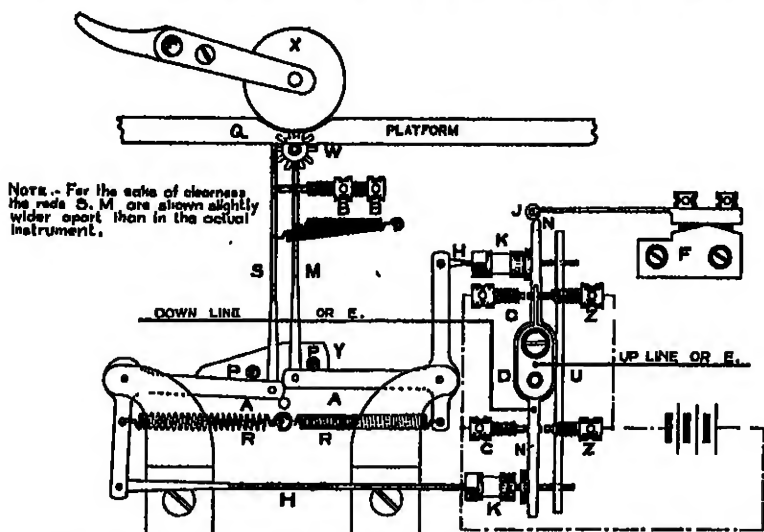 X
Q
PLATFORM
W
NOTE.- For the sake of clearness
the rods S. M are shown slightly
wider apart than in the actual
instrument.
B B
J
N
F
H K
S M
C Z
DOWN LINE OR E.
P P Y
D U
UP LINE OR E.
A A
R R
C N Z
H
K